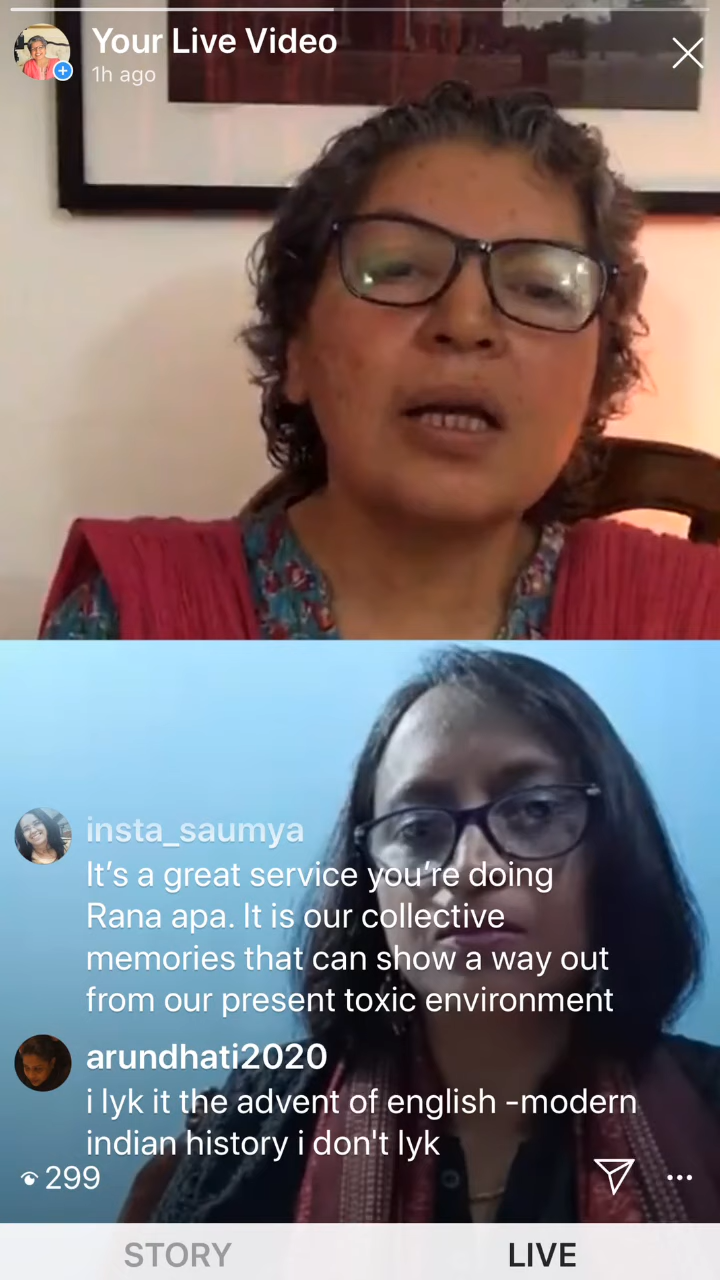 Your Live Video
1h ago
insta_saumya
It's a great service you're doing
Rana apa. It is our collective
memories that can show a way out
from our present toxic environment
arundhati2020
i lyk it the advent of english -modern
indian history i don't lyk
299
STORY
LIVE